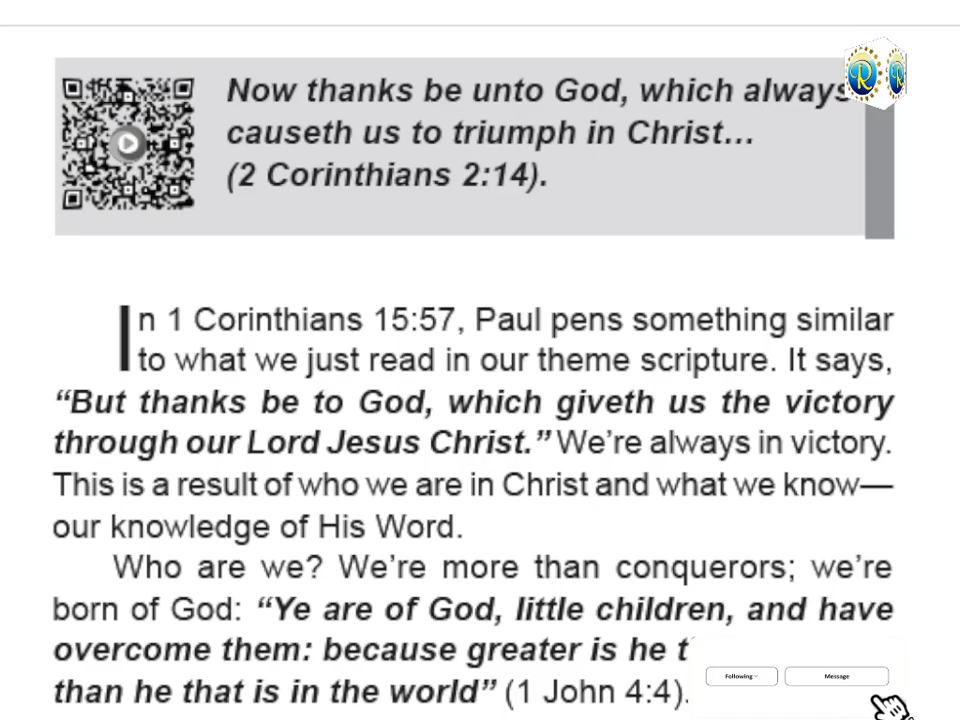 Now thanks be unto God, which always
causeth us to triumph in Christ...
(2 Corinthians 2:14).
R R
In 1 Corinthians 15:57, Paul pens something similar
to what we just read in our theme scripture. It says,
“But thanks be to God, which giveth us the victory
through our Lord Jesus Christ.” We’re always in victory.
This is a result of who we are in Christ and what we know—
our knowledge of His Word.
Who are we? We’re more than conquerors; we’re
born of God: “Ye are of God, little children, and have
overcome them: because greater is he
than he that is in the world” (1 John 4:4).
Following
Message